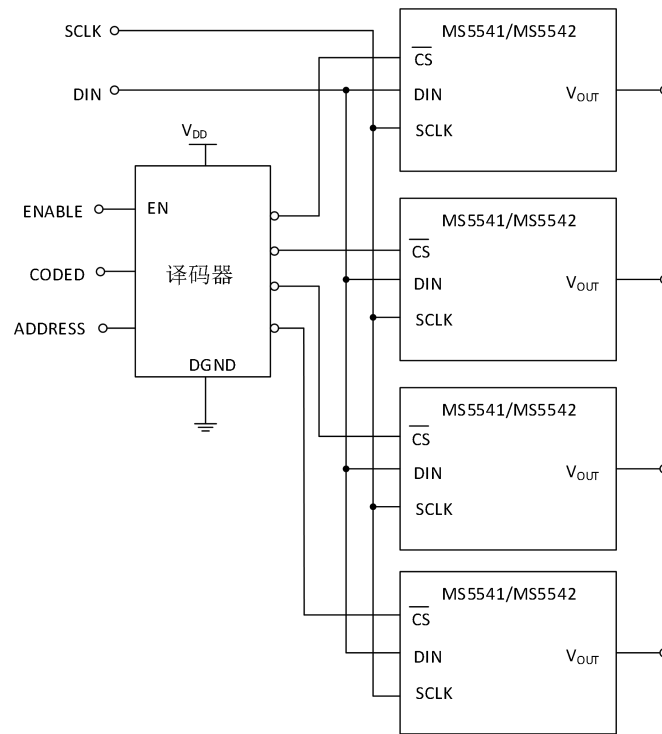 SCLK
DIN
V_DD
ENABLE
EN
CODED
译码器
ADDRESS
DGND
MS5541/MS5542
CS
DIN
VOUT
SCLK
MS5541/MS5542
CS
DIN
VOUT
SCLK
MS5541/MS5542
CS
DIN
VOUT
SCLK
MS5541/MS5542
CS
DIN
VOUT
SCLK